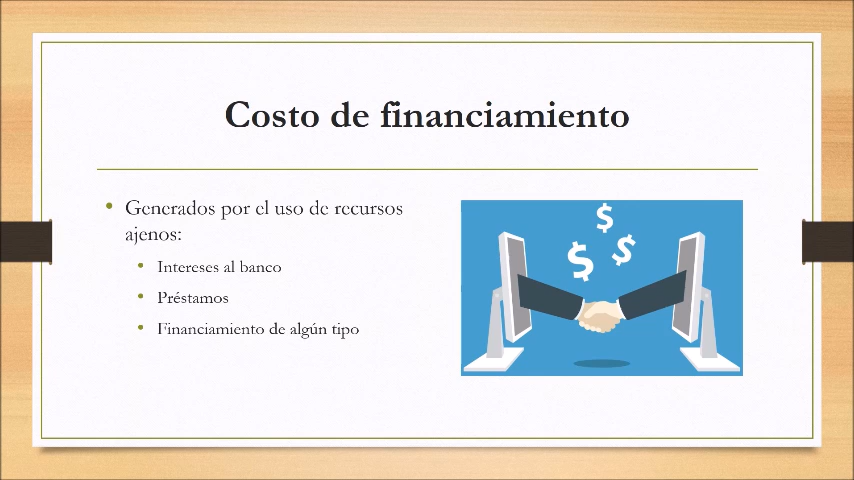 Costo de financiamiento
• Generados por el uso de recursos
ajenos:
• Intereses al banco
• Préstamos
• Financiamiento de algún tipo
$
$
$